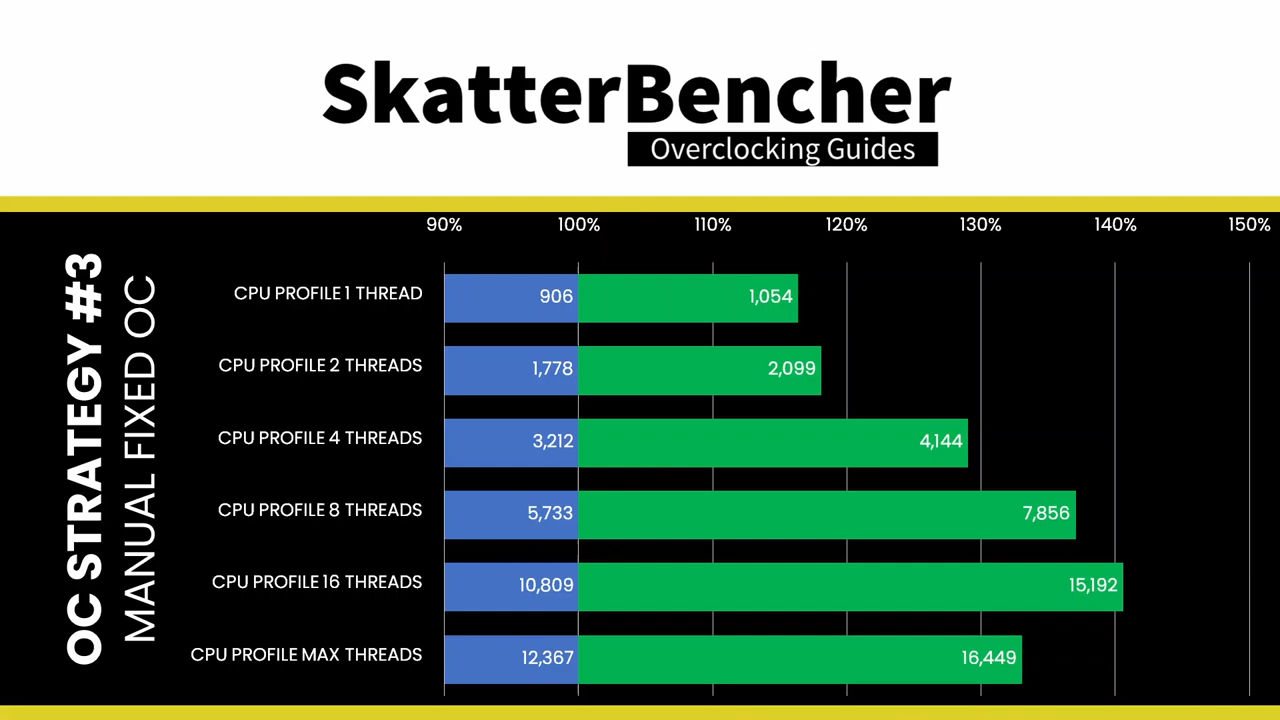 SkatterBencher
Overclocking Guides
90% 100% 110% 120% 130% 140% 150%
OC STRATEGY #3
MANUAL FIXED OC
CPU PROFILE 1 THREAD 906 1,054
CPU PROFILE 2 THREADS 1,778 2,099
CPU PROFILE 4 THREADS 3,212 4,144
CPU PROFILE 8 THREADS 5,733 7,856
CPU PROFILE 16 THREADS 10,809 15,192
CPU PROFILE MAX THREADS 12,367 16,449